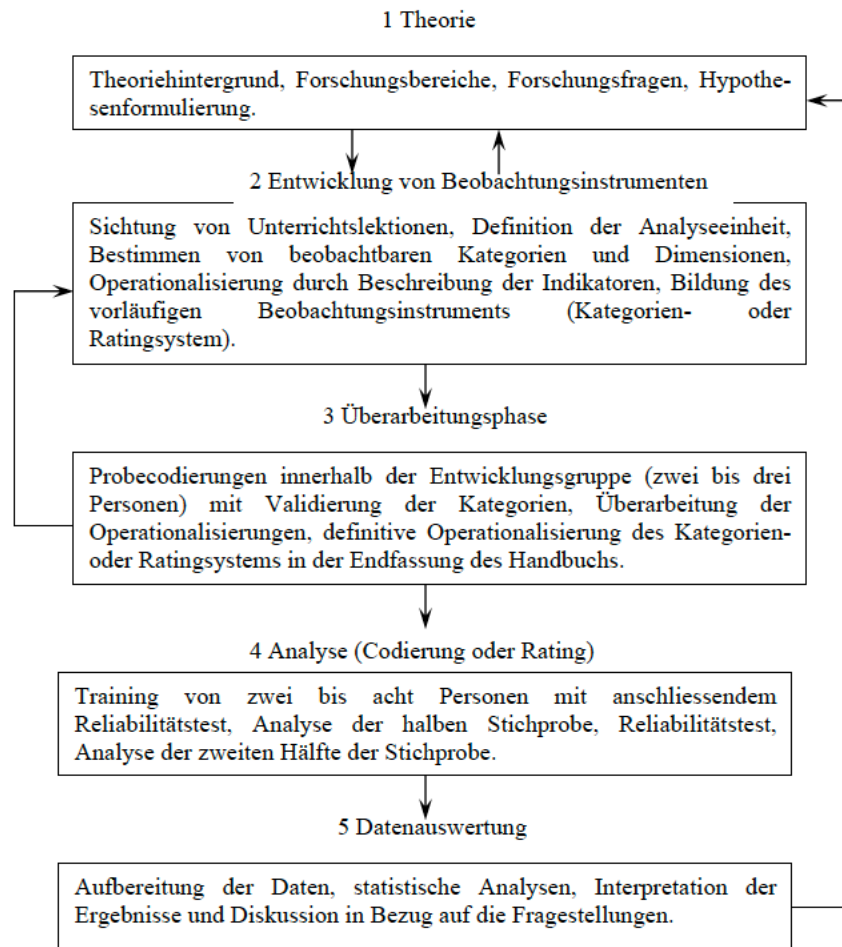 1 Theorie
Theoriehintergrund, Forschungsbereiche, Forschungsfragen, Hypothe-
senformulierung.
2 Entwicklung von Beobachtungsinstrumenten
Sichtung von Unterrichtslektionen, Definition der Analyseeinheit,
Bestimmen von beobachtbaren Kategorien und Dimensionen,
Operationalisierung durch Beschreibung der Indikatoren, Bildung des
vorläufigen Beobachtungsinstruments (Kategorien- oder
Ratingsystem).
3 Überarbeitungsphase
Probecodierungen innerhalb der Entwicklungsgruppe (zwei bis drei
Personen) mit Validierung der Kategorien, Überarbeitung der
Operationalisierungen, definitive Operationalisierung des Kategorien-
oder Ratingsystems in der Endfassung des Handbuchs.
4 Analyse (Codierung oder Rating)
Training von zwei bis acht Personen mit anschliessendem
Reliabilitätstest, Analyse der halben Stichprobe, Reliabilitätstest,
Analyse der zweiten Hälfte der Stichprobe.
5 Datenauswertung
Aufbereitung der Daten, statistische Analysen, Interpretation der
Ergebnisse und Diskussion in Bezug auf die Fragestellungen.